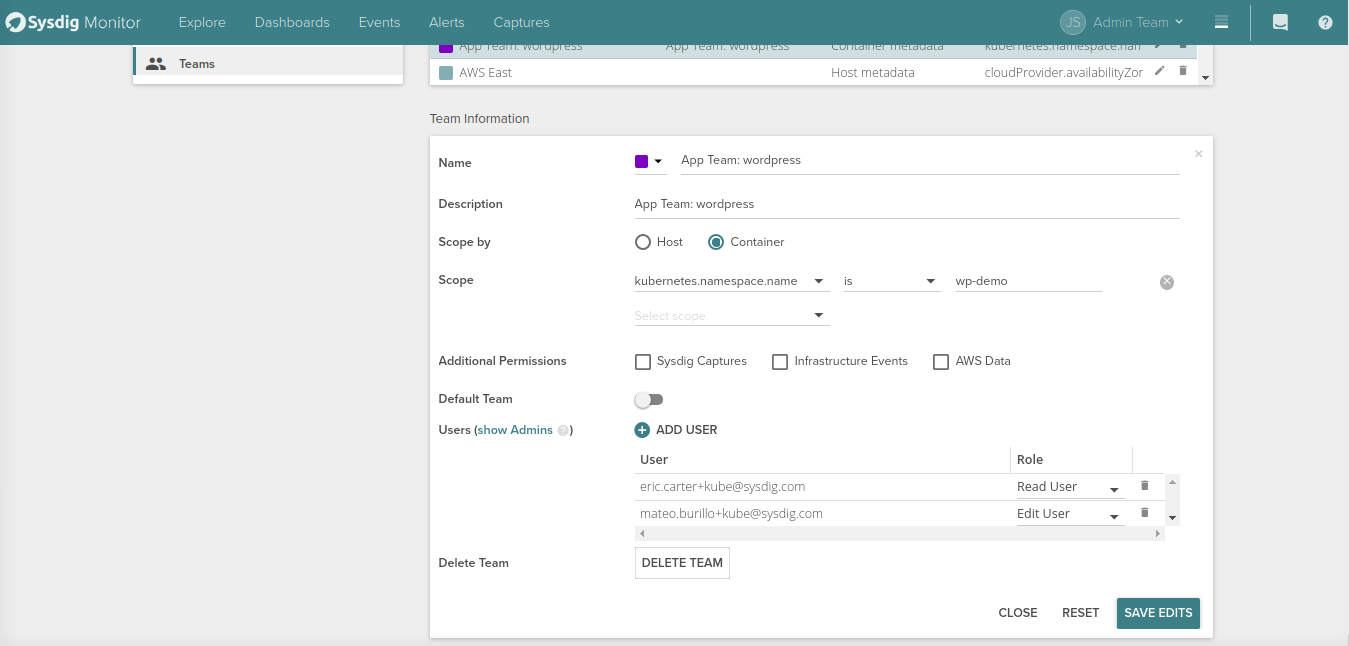 Sysdig Monitor Explore Dashboards Events Alerts Captures JS Admin Team ?
App Team: wordpress App Team: wordpress Container metadata kubernetes.namespace.nam
Teams
AWS East Host metadata cloudProvider.availabilityZor
Team Information
Name App Team: wordpress
Description App Team: wordpress
Scope by Host Container
Scope kubernetes.namespace.name is wp-demo
Select scope
Additional Permissions Sysdig Captures Infrastructure Events AWS Data
Default Team
Users (show Admins ?) ADD USER
User Role
eric.carter+kube@sysdig.com Read User
mateo.burillo+kube@sysdig.com Edit User
Delete Team DELETE TEAM
CLOSE RESET SAVE EDITS